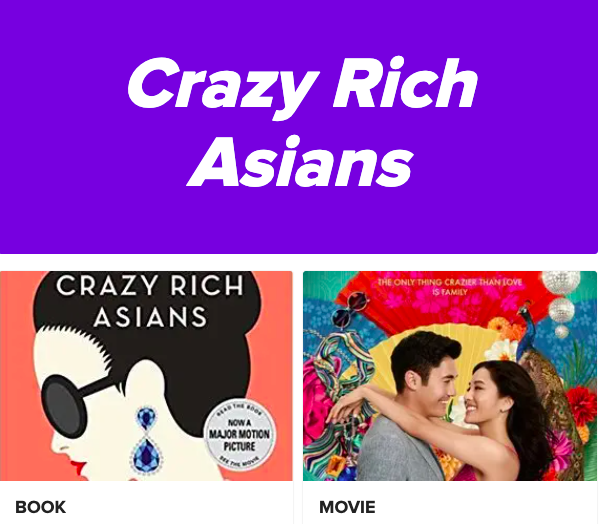 Crazy Rich
Asians
CRAZY RICH
ASIANS
READ THE BOOK
NOW A
MAJOR MOTION
PICTURE
SEE THE MOVIE
THE ONLY THING CRAZIER THAN LOVE
IS FAMILY
BOOK
MOVIE